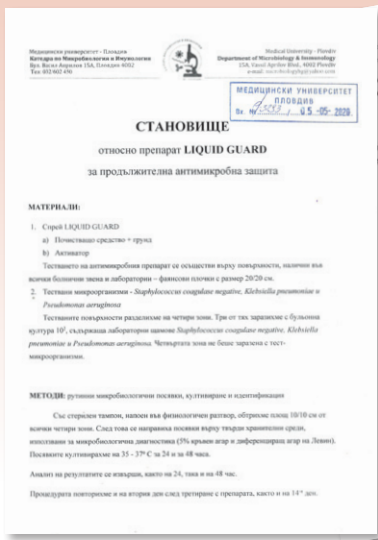 Медицински университет - Пловдив
Катедра по Микробиология и Имунология
Бул. Васил Априлов 15А, Пловдив 4002
Тел: 032 602 496
Medical University - Plovdiv
Department of Microbiology & Immunology
15A, Vassil Aprilov Blvd., 4002 Plovdiv
МЕДИЦИНСКИ УНИВЕРСИТЕТ
ПЛОВДИВ
05 -05- 2020
СТАНОВИЩЕ
относно препарат LIQUID GUARD
за продължителна антимикробна защита
МАТЕРИАЛИ:
1. Спрей LIQUID GUARD
a) Почистващо средство + грунд
b) Активатор
Тестването на антимикробния препарат се осъществи върху повърхности, налични във
всички болнични звена и лаборатории – фаянсови плочки с размер 20/20 см.
2. Тествани микроорганизми - Staphylococcus coagulase negative, Klebsiella pneumoniae и
Pseudomonas aeruginosa
Тестваните повърхности разделихме на четири зони. Три от тях заразихме с бульонна
култура 10⁵, съдържаща лабораторни щамове Staphylococcus coagulase negative, Klebsiella
pneumoniae и Pseudomonas aeruginosa. Четвъртата зона не беше заразена с тест-
микроорганизми.
МЕТОДИ: рутинни микробиологични посявки, култивиране и идентификация
Със стерилен тампон, напоен във физиологичен разтвор, обтрихме площ 10/10 см от
всички четири зони. След това се направиха посявки върху твърди хранителни среди,
използвани за микробиологична диагностика (5% кръвен агар и диференциращ агар на Левин).
Посявките култивирахме на 35 - 37⁰ С за 24 и за 48 часа.
Анализ на резултатите се извърши, както на 24, така и на 48 час.
Процедурата повторихме и на втория ден след третиране с препарата, както и на 14ᵗⁱ ден.